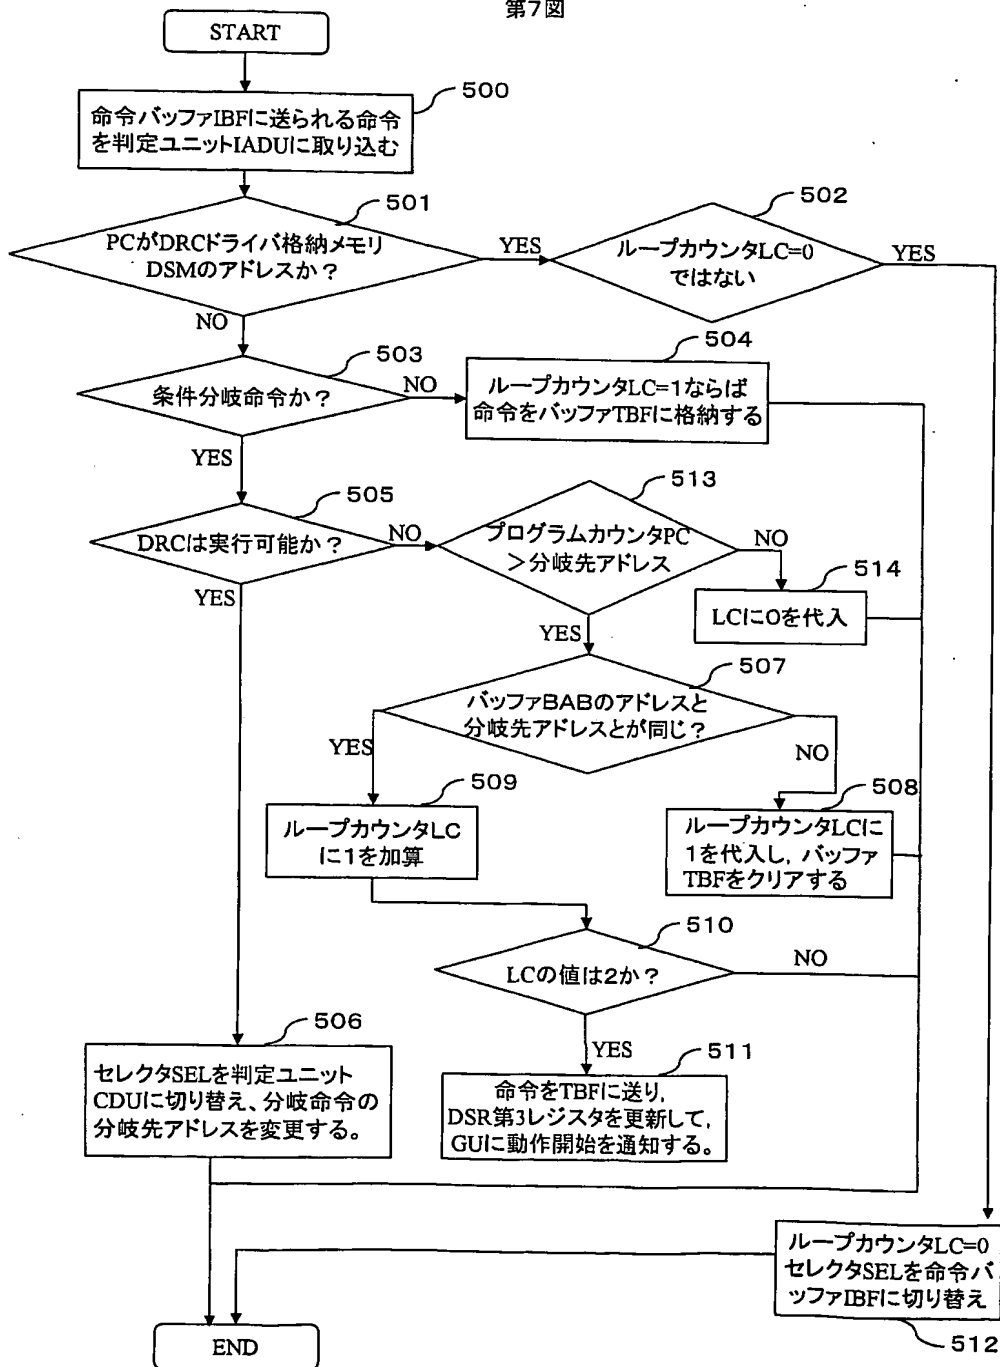 第7図
START
500
命令バッファIBFに送られる命令
を判定ユニットIADUに取り込む
501
PCがDRCドライバ格納メモリ
DSMのアドレスか?
YES
NO
502
ループカウンタLC=0
ではない
YES
503
条件分岐命令か?
NO
YES
504
ループカウンタLC=1ならば
命令をバッファTBFに格納する
505
DRCは実行可能か?
NO
YES
513
プログラムカウンタPC
>分岐先アドレス
NO
YES
514
LCに0を代入
507
バッファBABのアドレスと
分岐先アドレスとが同じ?
YES
NO
509
ループカウンタLC
に1を加算
508
ループカウンタLCに
1を代入し, バッファ
TBFをクリアする
510
LCの値は2か?
NO
YES
506
セレクタSELを判定ユニット
CDUに切り替え、分岐命令の
分岐先アドレスを変更する。
511
命令をTBFに送り,
DSR第3レジスタを更新して,
GUに動作開始を通知する。
ループカウンタLC=0
セレクタSELを命令バ
ッファIBFに切り替え
512
END